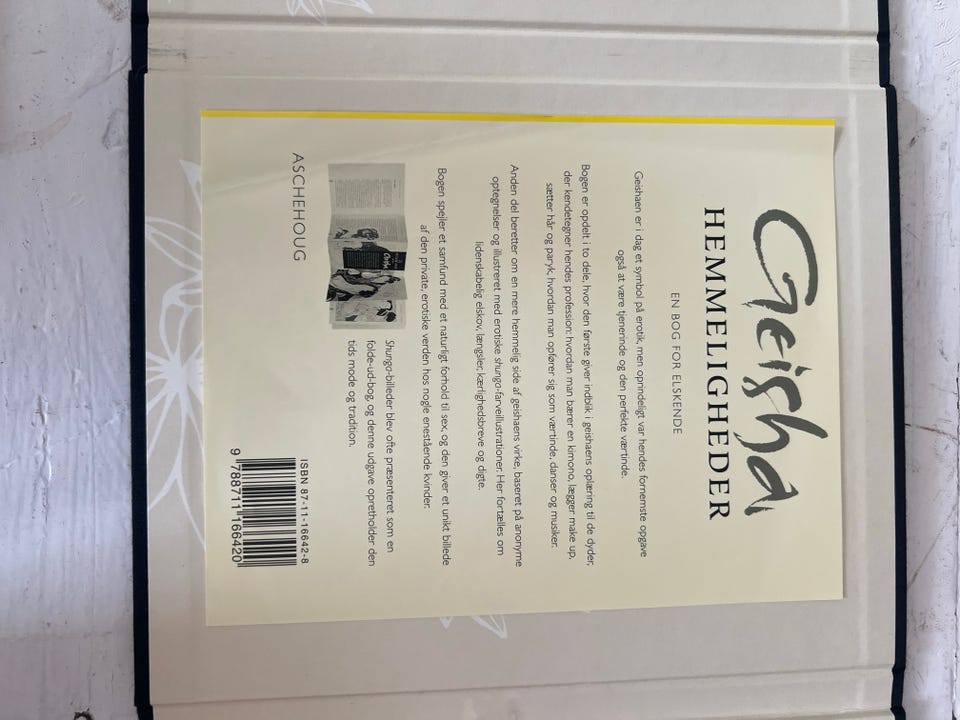 Geisha
HEMMELIGHEDER
EN BOG FOR ELSKENDE
Geishaen er i dag et symbol på erotik, men oprindeligt var hendes fornemste opgave
også at være tjenerinde og den perfekte værtinde.
Bogen er opdelt i to dele, hvor den første giver indblik i geishaens oplæring til de dyder,
der kendetegner hendes profession: hvordan man bærer en kimono, lægger make up,
sætter hår og paryk, hvordan man opfører sig som værtinde, danser og musiker.
Anden del beretter om en mere hemmelig side af geishaens virke, baseret på anonyme
optegnelser og illustreret med erotiske shunga-farveillustrationer. Her fortælles om
lidenskabelig elskov, længsler, kærlighedsbreve og digte.
Bogen spejler et samfund med et naturligt forhold til sex, og den giver et unikt billede
af den private, erotiske verden hos nogle enestående kvinder.
Shunga-billeder blev ofte præsenteret som en
folde-ud-bog, og denne udgave opretholder den
tids mode og tradition.
ASCHEHOUG
ISBN 87-11-16642-8
9 788711 166420